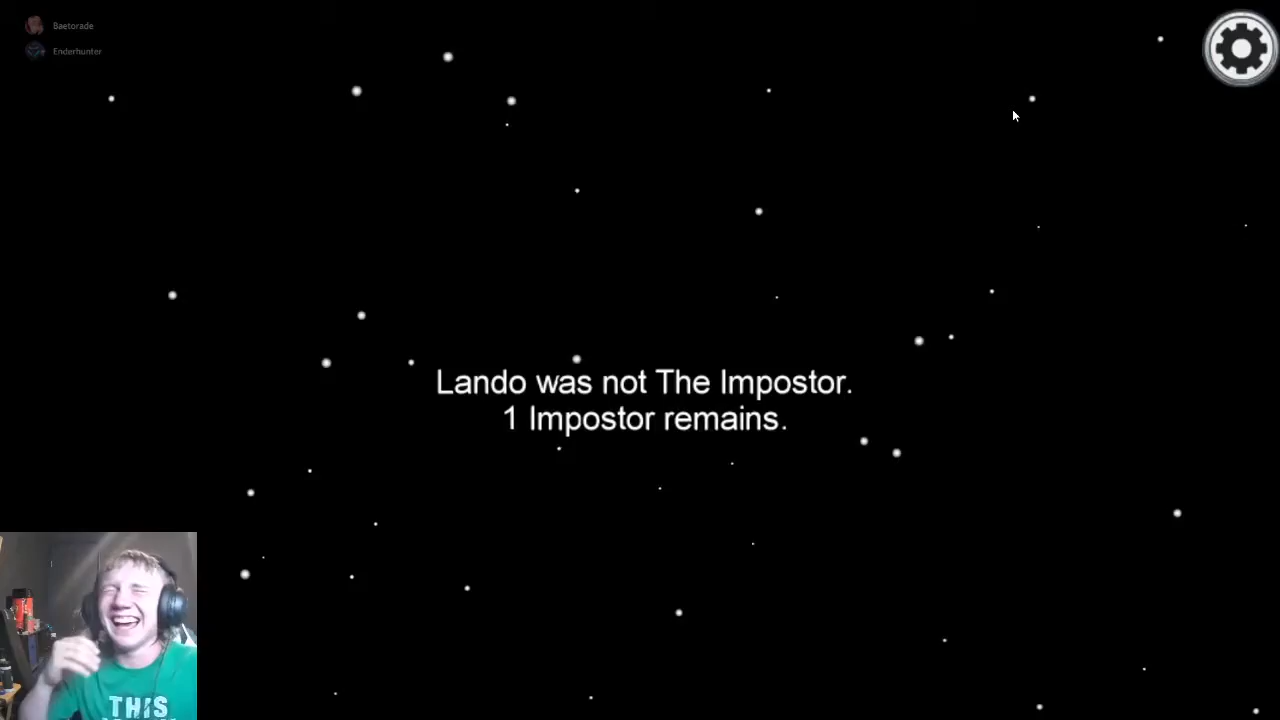 Baetorade
Enderhunter
Lando was not The Impostor.
1 Impostor remains.
THIS